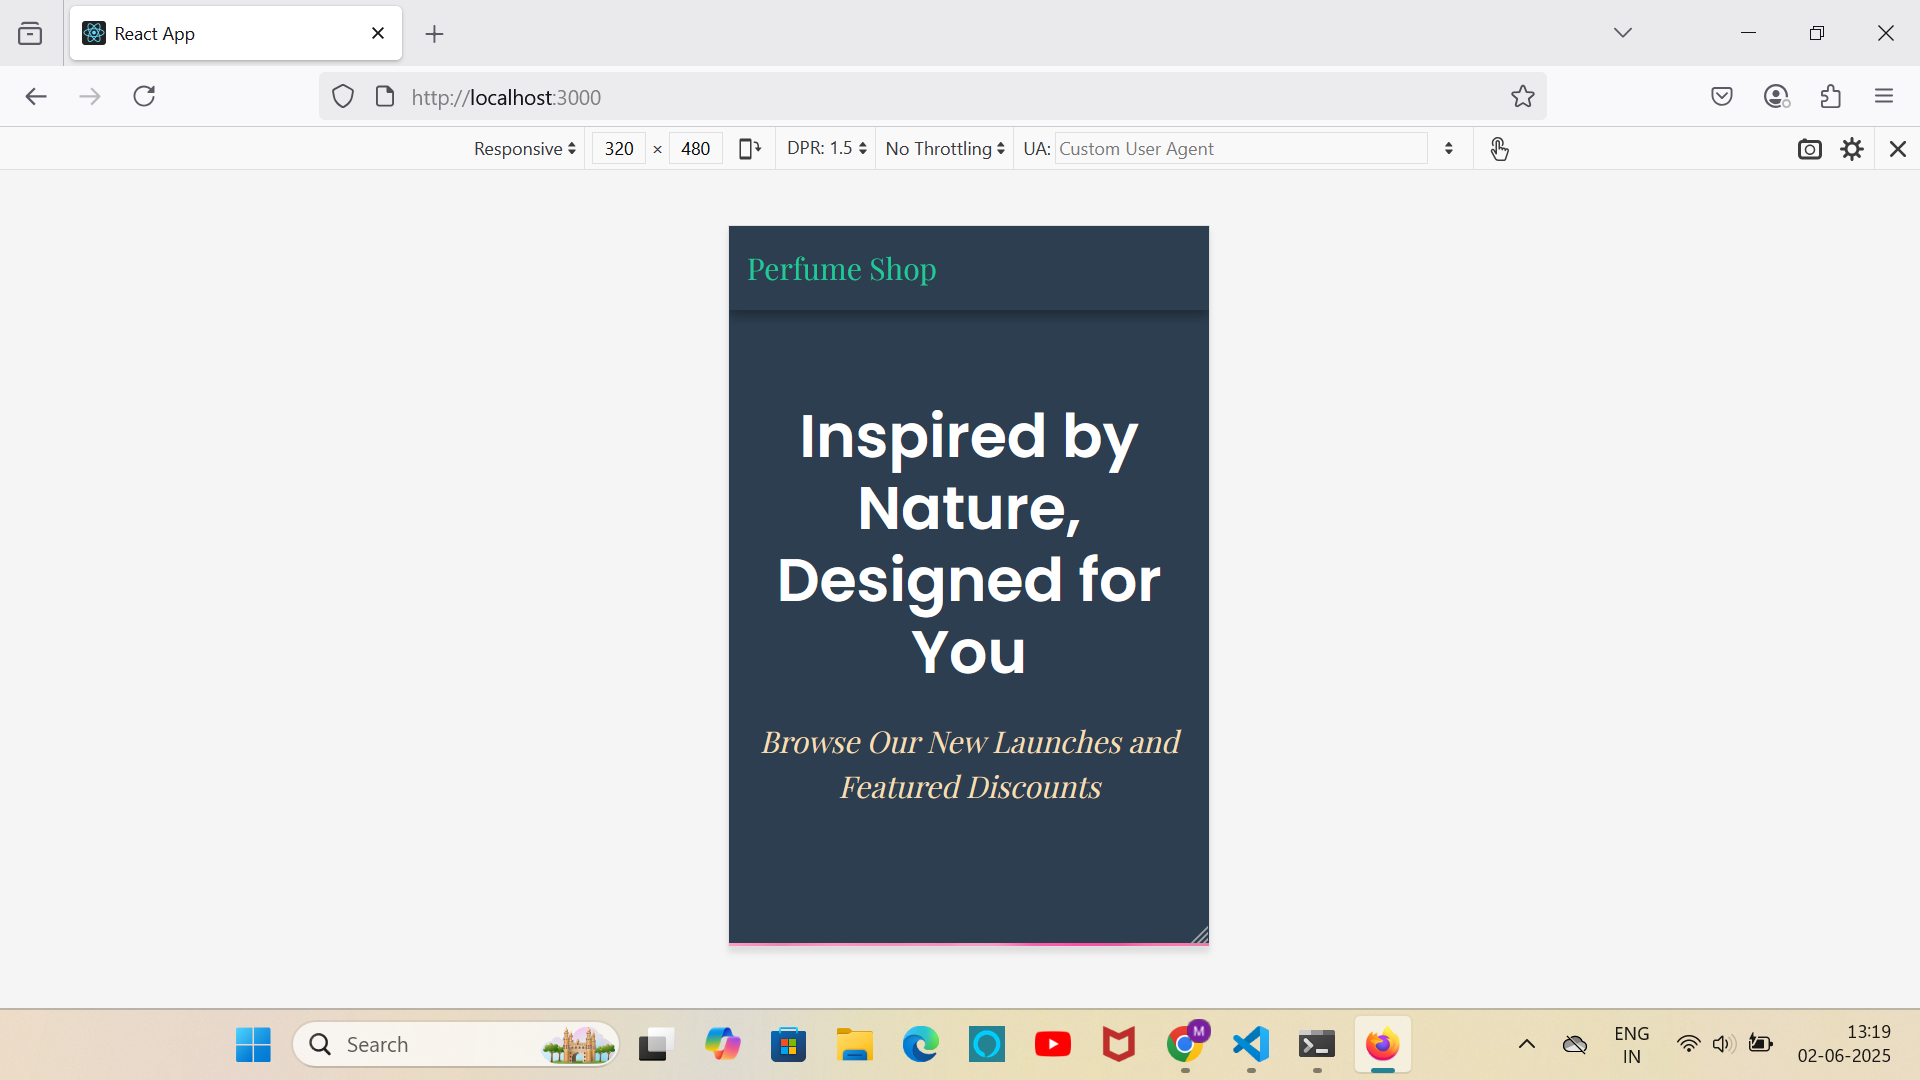 React App
http://localhost:3000
Responsive 320 × 480 DPR: 1.5 No Throttling UA: Custom User Agent
Perfume Shop
Inspired by
Nature,
Designed for
You
Browse Our New Launches and
Featured Discounts
Search
M
ENG
IN
13:19
02-06-2025